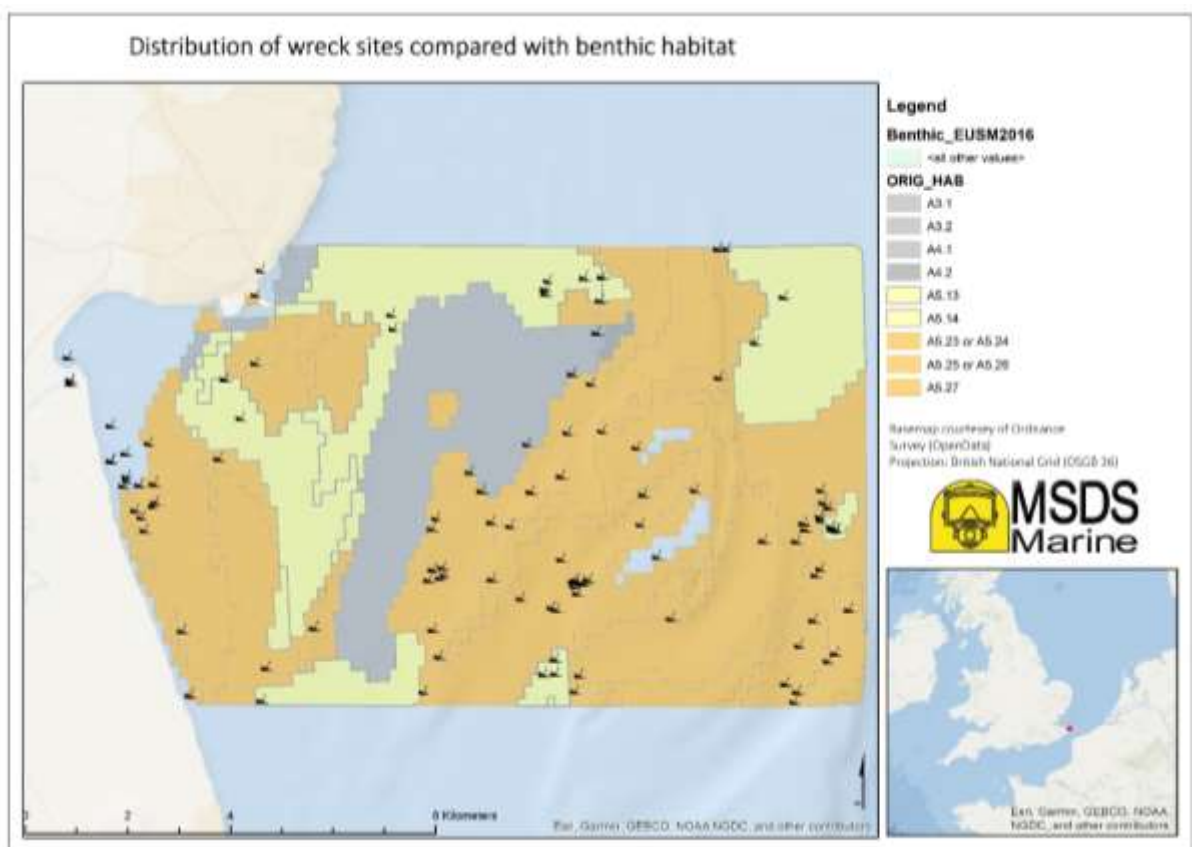 Distribution of wreck sites compared with benthic habitat
Legend
Benthic_EUSM2016
<all other values>
ORIG_HAB
A3.1
A3.2
A4.1
A4.2
A5.13
A5.14
A5.23 or A5.24
A5.25 or A5.26
A5.27
Basemap courtesey of Ordnance
Survey (OpenData)
Projection: British National Grid (OSGB 36)
MSDS
Marine
0 2 4 8 Kilometers
Esri, Garmin, GEBCO, NOAA NGDC, and other contributors
Esri, Garmin, GEBCO, NOAA
NGDC, and other contributors